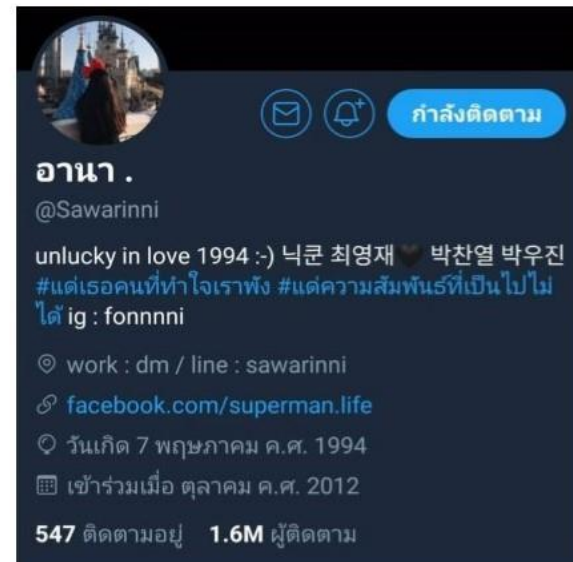 กำลังติดตาม
อานา .
@Sawarinni
unlucky in love 1994 :-) 닉쿤 최영재🖤 박찬열 박우진
#แด่เธอคนที่ทำใจเราพัง #แด่ความสัมพันธ์ที่เป็นไปไม่
ได้ ig : fonnnni
work : dm / line : sawarinni
facebook.com/superman.life
วันเกิด 7 พฤษภาคม ค.ศ. 1994
เข้าร่วมเมื่อ ตุลาคม ค.ศ. 2012
547 ติดตามอยู่ 1.6M ผู้ติดตาม